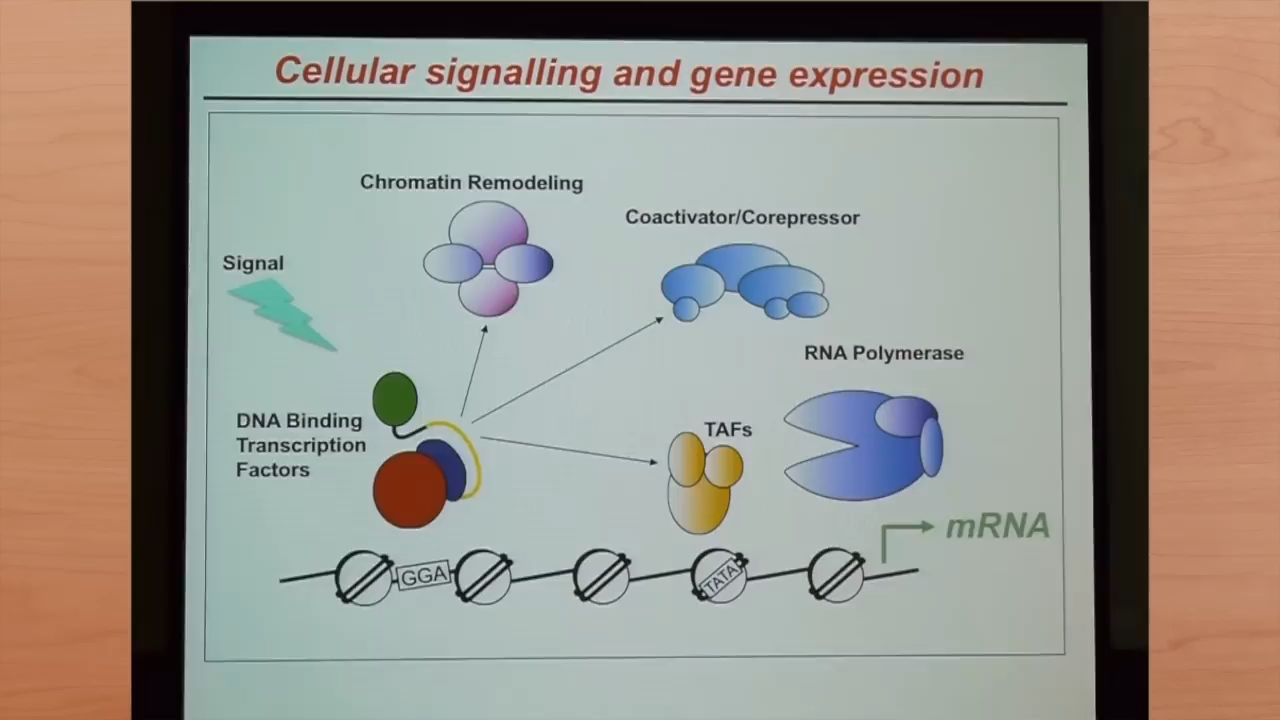 Cellular signalling and gene expression
Chromatin Remodeling
Coactivator/Corepressor
Signal
RNA Polymerase
DNA Binding
Transcription
Factors
TAFs
mRNA
GGA
TATA